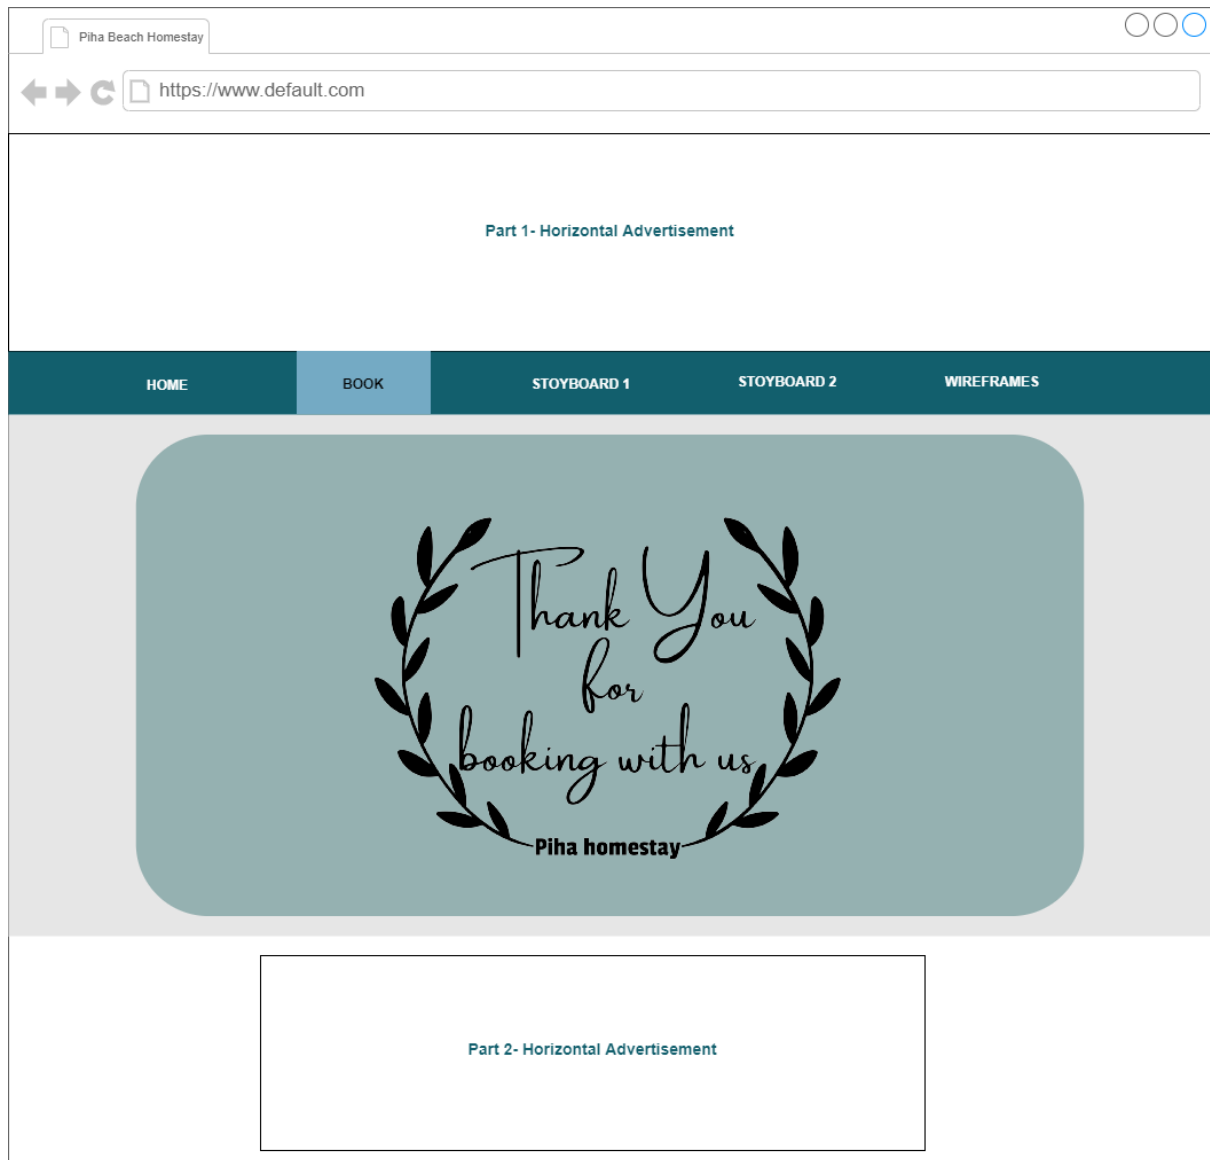 Piha Beach Homestay
https://www.default.com
Part 1- Horizontal Advertisement
HOME BOOK STOYBOARD 1 STOYBOARD 2 WIREFRAMES
Thank You
for
booking with us
Piha homestay
Part 2- Horizontal Advertisement